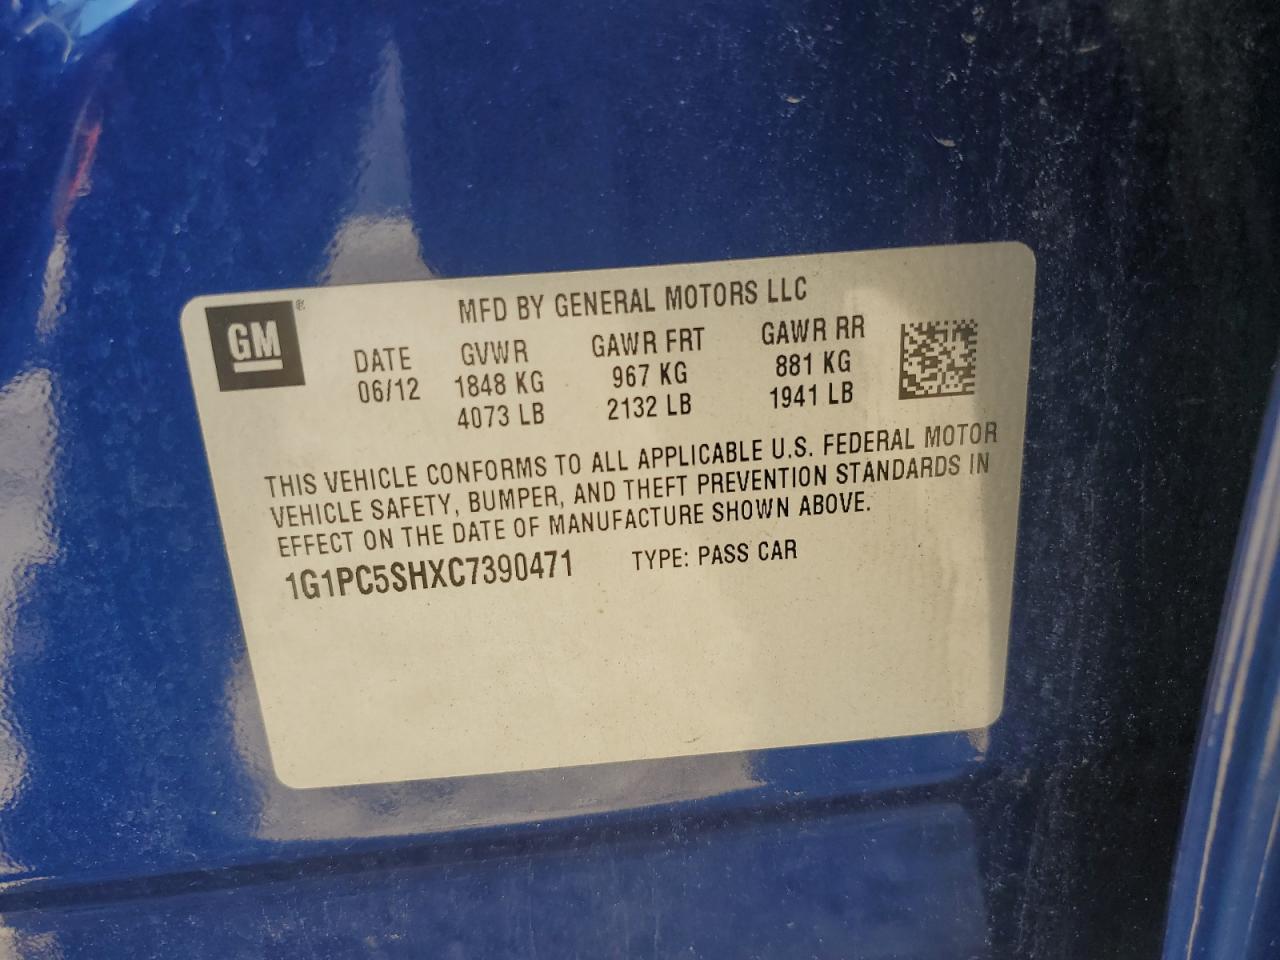 GM ®
MFD BY GENERAL MOTORS LLC
DATE GVWR GAWR FRT GAWR RR
06/12 1848 KG 967 KG 881 KG
4073 LB 2132 LB 1941 LB
THIS VEHICLE CONFORMS TO ALL APPLICABLE U.S. FEDERAL MOTOR
VEHICLE SAFETY, BUMPER, AND THEFT PREVENTION STANDARDS IN
EFFECT ON THE DATE OF MANUFACTURE SHOWN ABOVE.
1G1PC5SHXC7390471 TYPE: PASS CAR